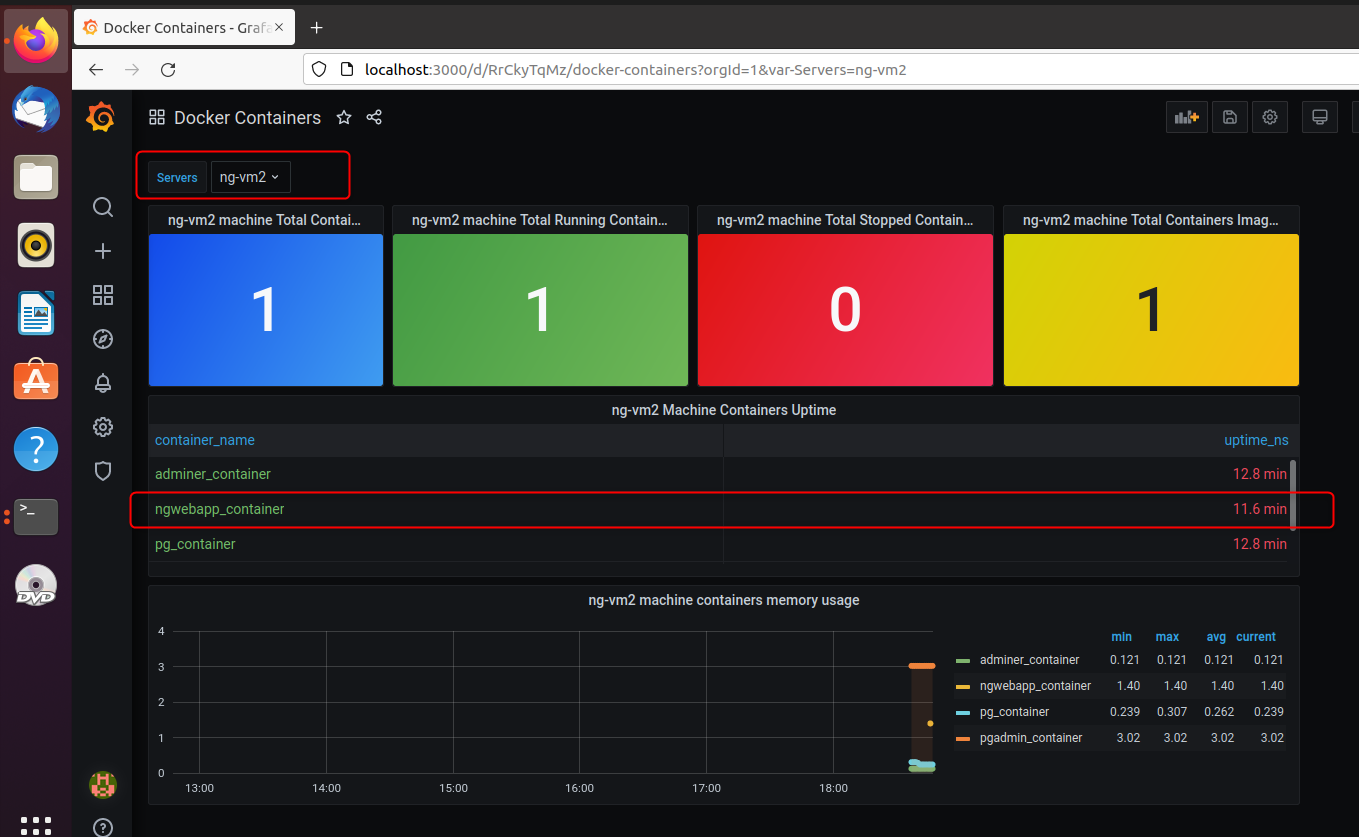 Docker Containers - Grafa
localhost:3000/d/RrCkyTqMz/docker-containers?orgId=1&var-Servers=ng-vm2
Docker Containers
Servers ng-vm2
ng-vm2 machine Total Contai... ng-vm2 machine Total Running Contain... ng-vm2 machine Total Stopped Contain... ng-vm2 machine Total Containers Imag...
1 1 0 1
ng-vm2 Machine Containers Uptime
container_name uptime_ns
adminer_container 12.8 min
ngwebapp_container 11.6 min
pg_container 12.8 min
ng-vm2 machine containers memory usage
4
3
2
1
0
13:00 14:00 15:00 16:00 17:00 18:00
min max avg current
adminer_container 0.121 0.121 0.121 0.121
ngwebapp_container 1.40 1.40 1.40 1.40
pg_container 0.239 0.307 0.262 0.239
pgadmin_container 3.02 3.02 3.02 3.02
DVD